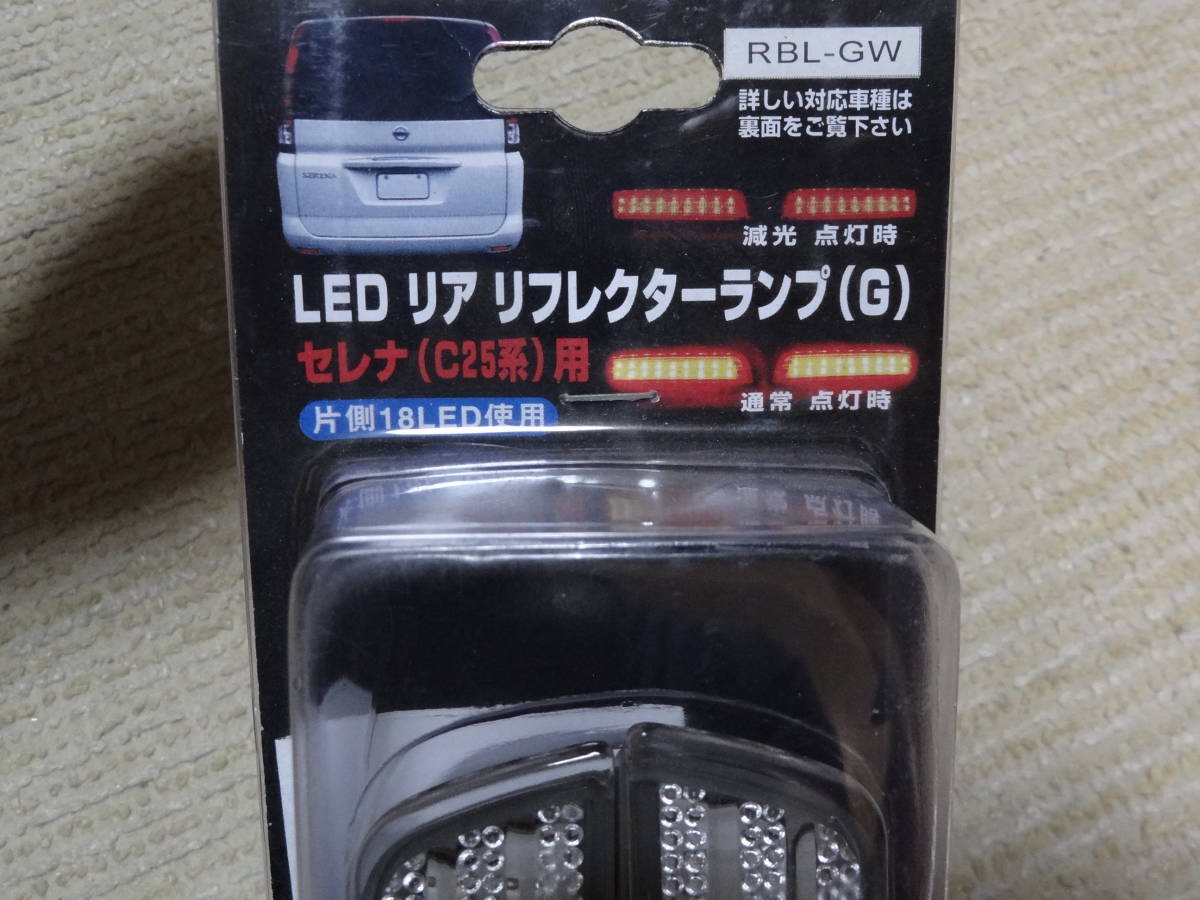 RBL-GW
詳しい対応車種は
裏面をご覧下さい
SERENA
減光 点灯時
LED リア リフレクターランプ(G)
セレナ(C25系)用
通常 点灯時
片側18LED使用